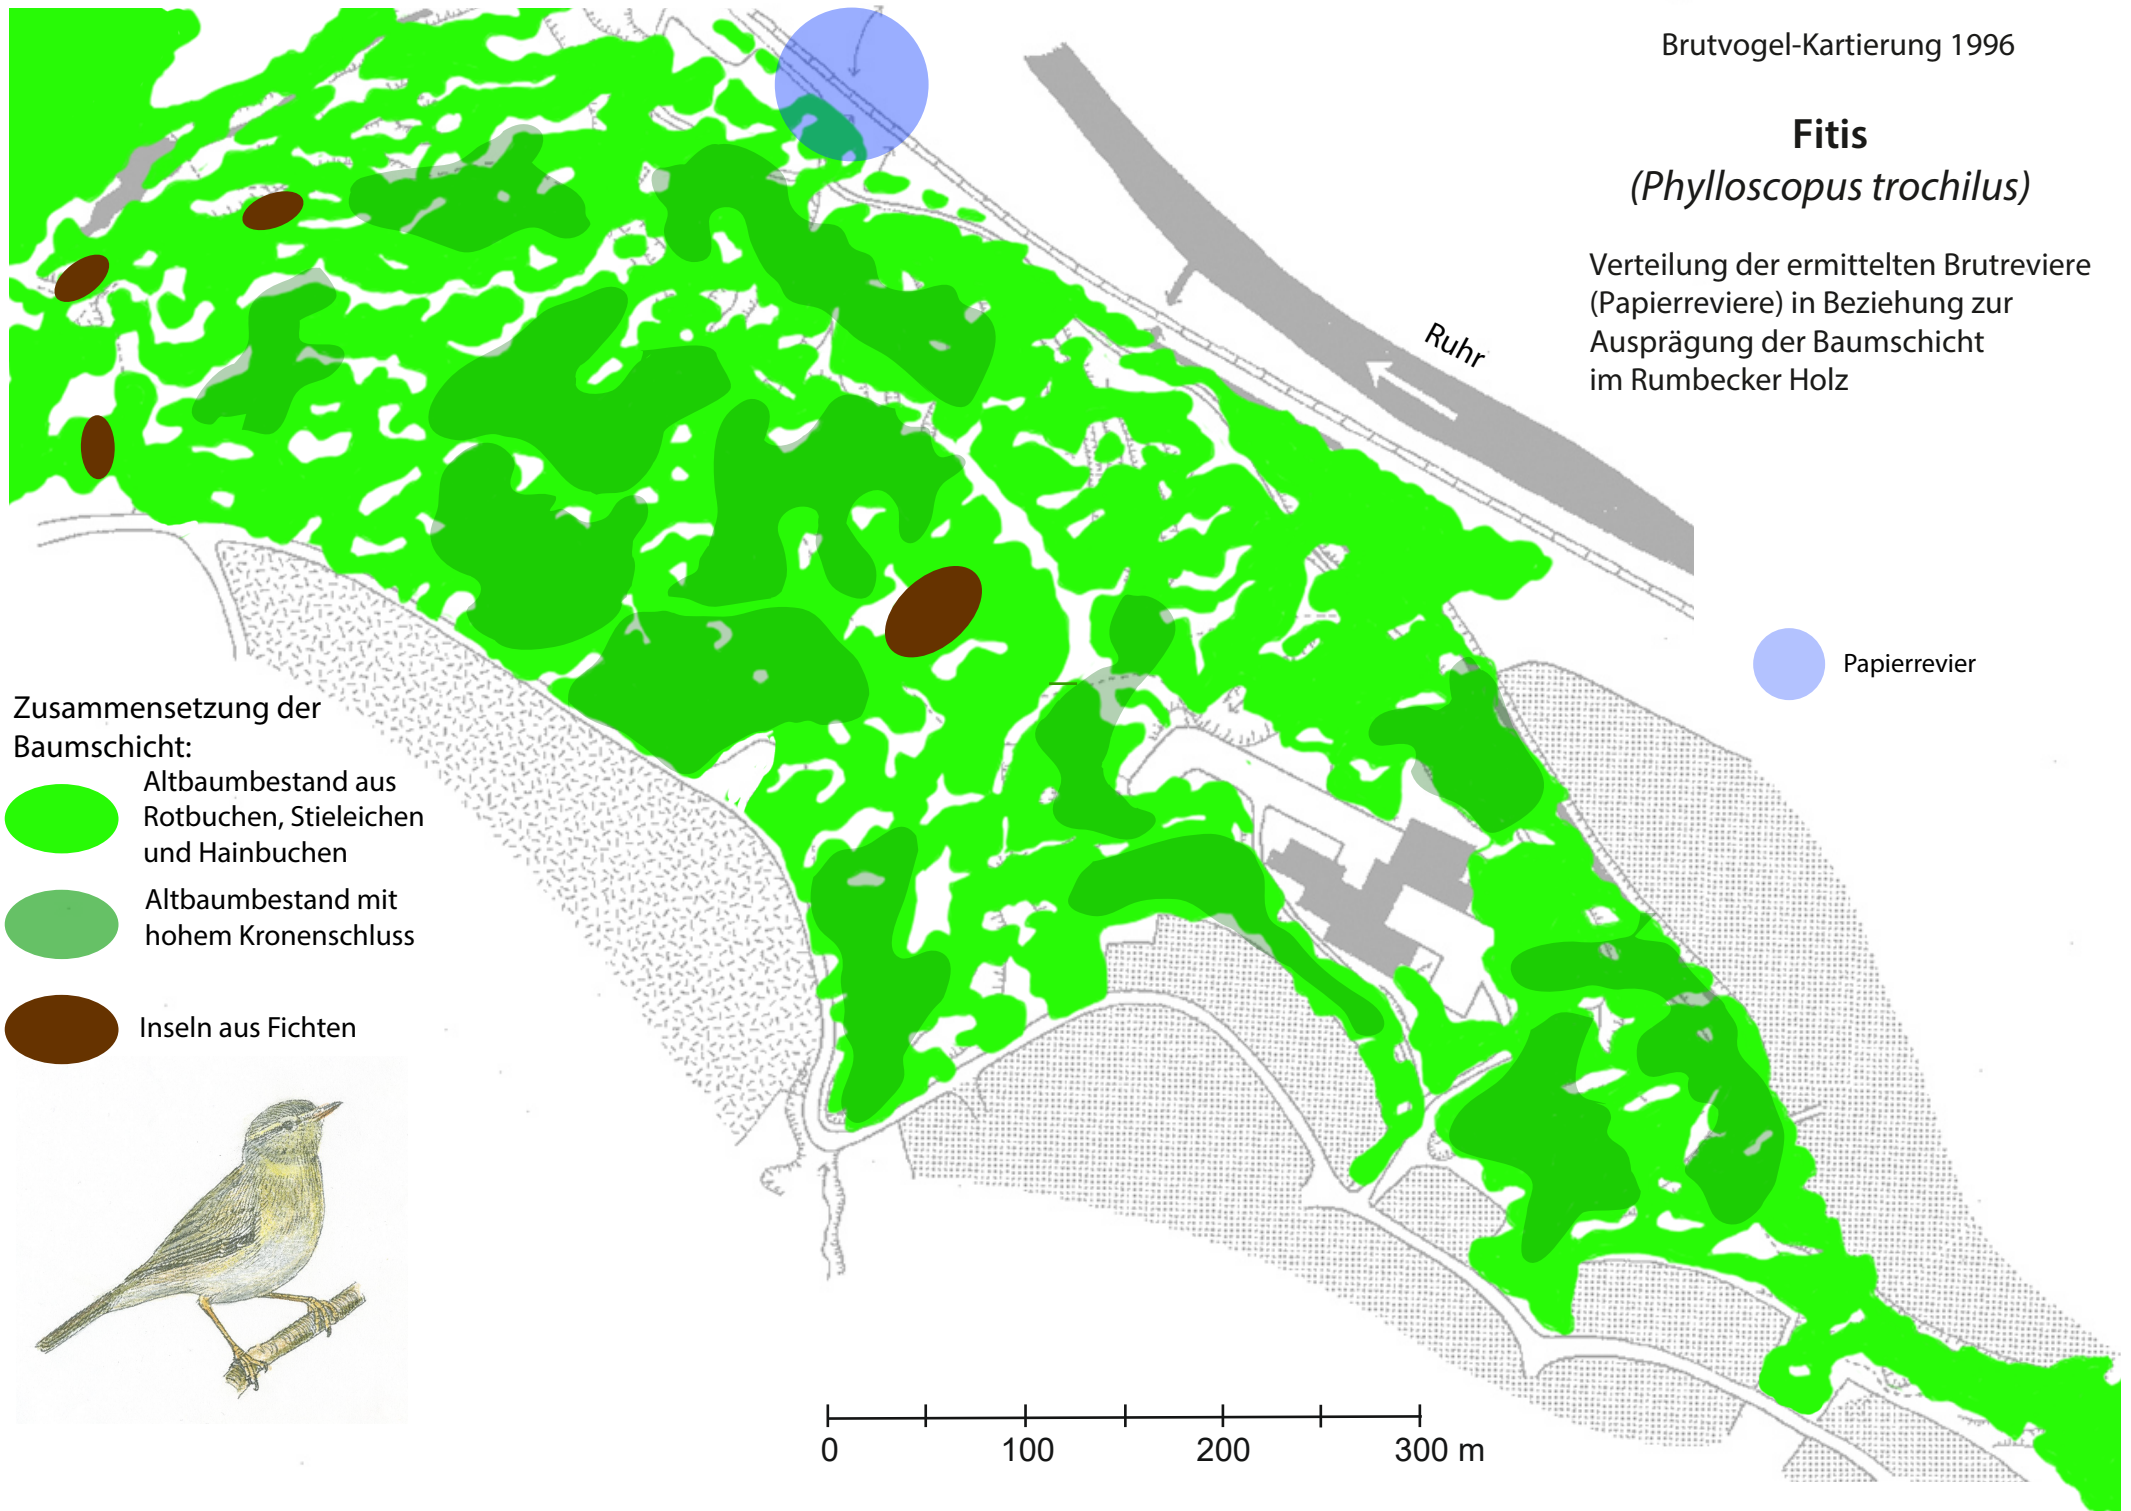 Brutvogel-Kartierung 1996
Fitis
(Phylloscopus trochilus)
Verteilung der ermittelten Brutreviere
(Papierreviere) in Beziehung zur
Ausprägung der Baumschicht
im Rumbecker Holz
Ruhr
Papierrevier
Zusammensetzung der
Baumschicht:
Altbaumbestand aus
Rotbuchen, Stieleichen
und Hainbuchen
Altbaumbestand mit
hohem Kronenschluss
Inseln aus Fichten
0 100 200 300 m